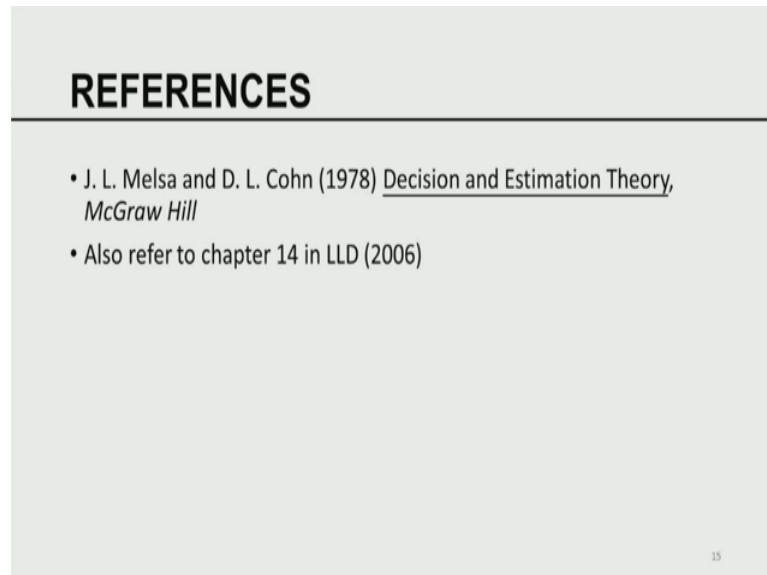 REFERENCES
• J. L. Melsa and D. L. Cohn (1978) Decision and Estimation Theory,
McGraw Hill
• Also refer to chapter 14 in LLD (2006)
15